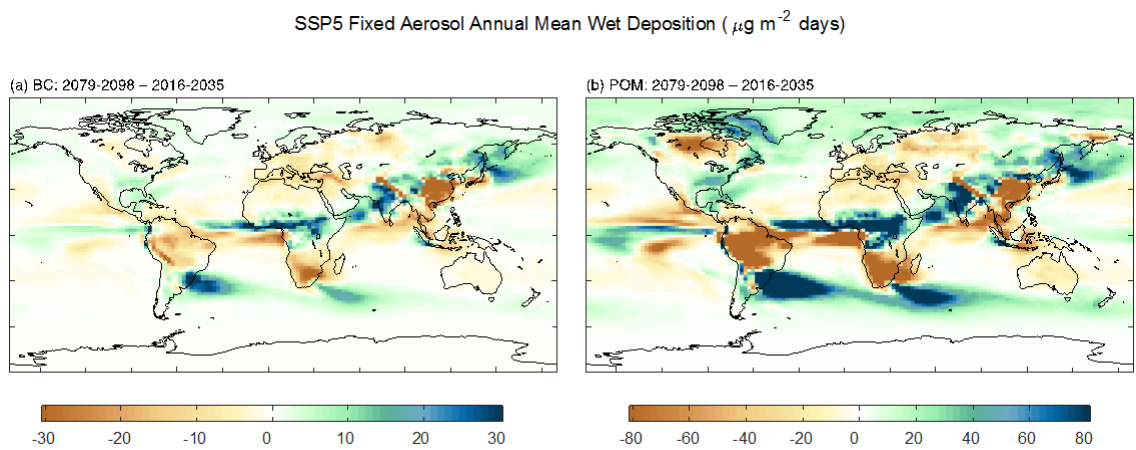 SSP5 Fixed Aerosol Annual Mean Wet Deposition ( μg m⁻² days)
(a) BC: 2079-2098 – 2016-2035
(b) POM: 2079-2098 – 2016-2035
-30 -20 -10 0 10 20 30
-80 -60 -40 -20 0 20 40 60 80